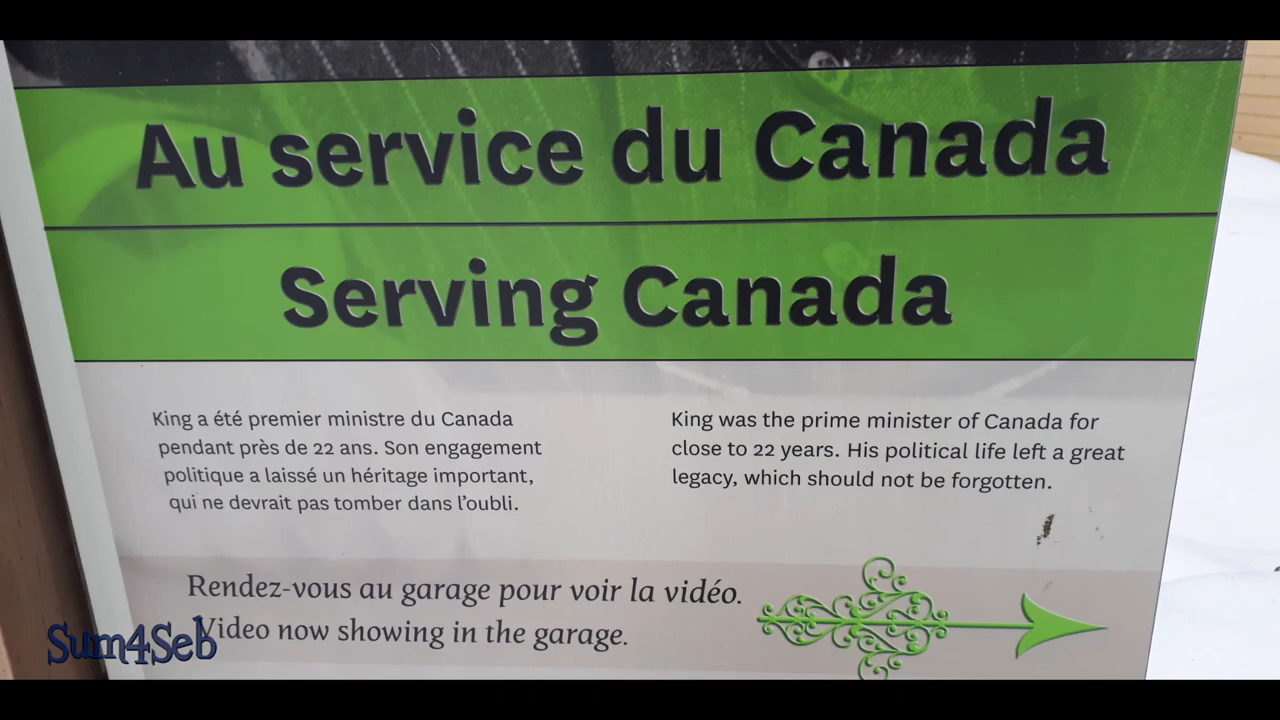 Au service du Canada
Serving Canada
King a été premier ministre du Canada
pendant près de 22 ans. Son engagement
politique a laissé un héritage important,
qui ne devrait pas tomber dans l'oubli.
King was the prime minister of Canada for
close to 22 years. His political life left a great
legacy, which should not be forgotten.
Rendez-vous au garage pour voir la vidéo.
Video now showing in the garage.
Sum4Seb